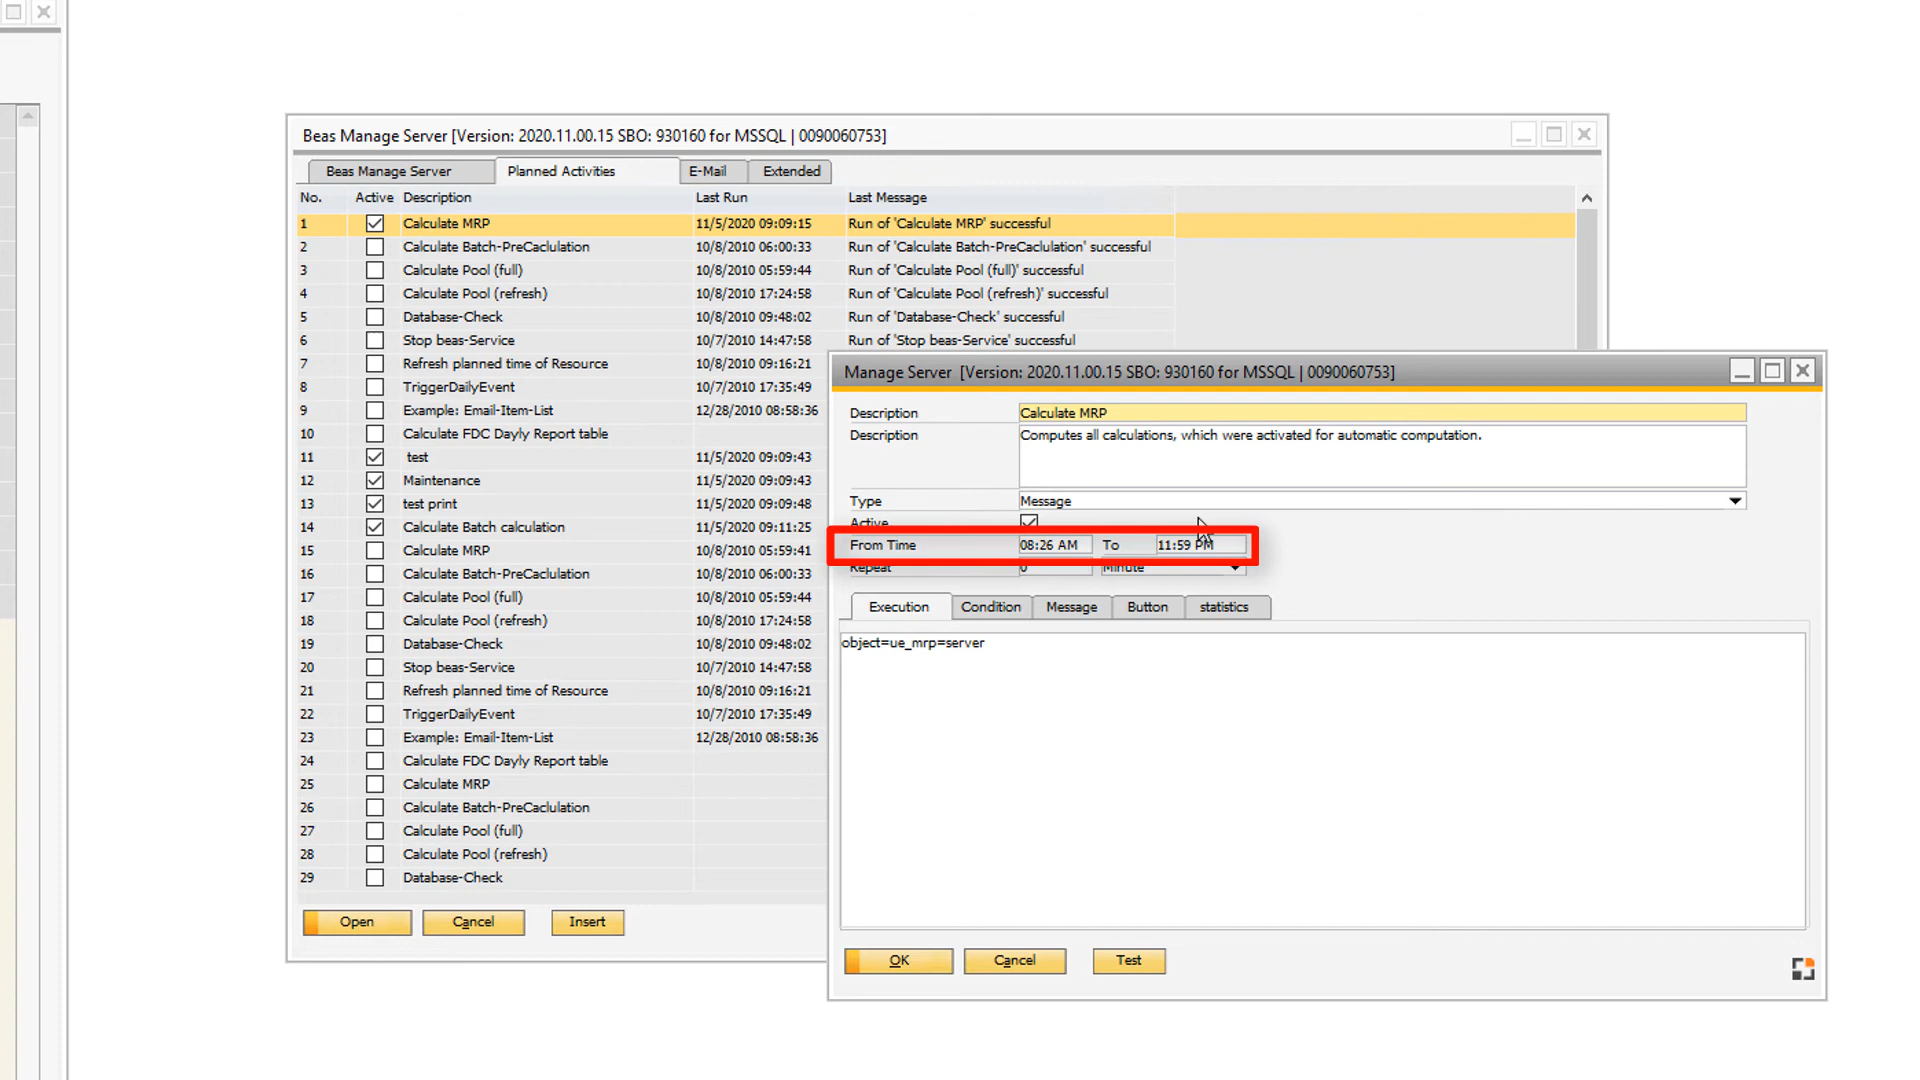 Beas Manage Server [Version: 2020.11.00.15 SBO: 930160 for MSSQL | 0090060753]
Beas Manage Server Planned Activities E-Mail Extended
No. Active Description Last Run Last Message
1 Calculate MRP 11/5/2020 09:09:15 Run of 'Calculate MRP' successful
2 Calculate Batch-PreCaclulation 10/8/2010 06:00:33 Run of 'Calculate Batch-PreCaclulation' successful
3 Calculate Pool (full) 10/8/2010 05:59:44 Run of 'Calculate Pool (full)' successful
4 Calculate Pool (refresh) 10/8/2010 17:24:58 Run of 'Calculate Pool (refresh)' successful
5 Database-Check 10/8/2010 09:48:02 Run of 'Database-Check' successful
6 Stop beas-Service 10/7/2010 14:47:58 Run of 'Stop beas-Service' successful
7 Refresh planned time of Resource 10/8/2010 09:16:21
8 TriggerDailyEvent 10/7/2010 17:35:49
9 Example: Email-Item-List 12/28/2010 08:58:36
10 Calculate FDC Dayly Report table
11 test 11/5/2020 09:09:43
12 Maintenance 11/5/2020 09:09:43
13 test print 11/5/2020 09:09:48
14 Calculate Batch calculation 11/5/2020 09:11:25
15 Calculate MRP 10/8/2010 05:59:41
16 Calculate Batch-PreCaclulation 10/8/2010 06:00:33
17 Calculate Pool (full) 10/8/2010 05:59:44
18 Calculate Pool (refresh) 10/8/2010 17:24:58
19 Database-Check 10/8/2010 09:48:02
20 Stop beas-Service 10/7/2010 14:47:58
21 Refresh planned time of Resource 10/8/2010 09:16:21
22 TriggerDailyEvent 10/7/2010 17:35:49
23 Example: Email-Item-List 12/28/2010 08:58:36
24 Calculate FDC Dayly Report table
25 Calculate MRP
26 Calculate Batch-PreCaclulation
27 Calculate Pool (full)
28 Calculate Pool (refresh)
29 Database-Check
Open Cancel Insert
Manage Server [Version: 2020.11.00.15 SBO: 930160 for MSSQL | 0090060753]
Description Calculate MRP
Description Computes all calculations, which were activated for automatic computation.
Type Message
Active
From Time 08:26 AM To 11:59 PM
Repeat 0 Minute
Execution Condition Message Button statistics
object=ue_mrp=server
OK Cancel Test